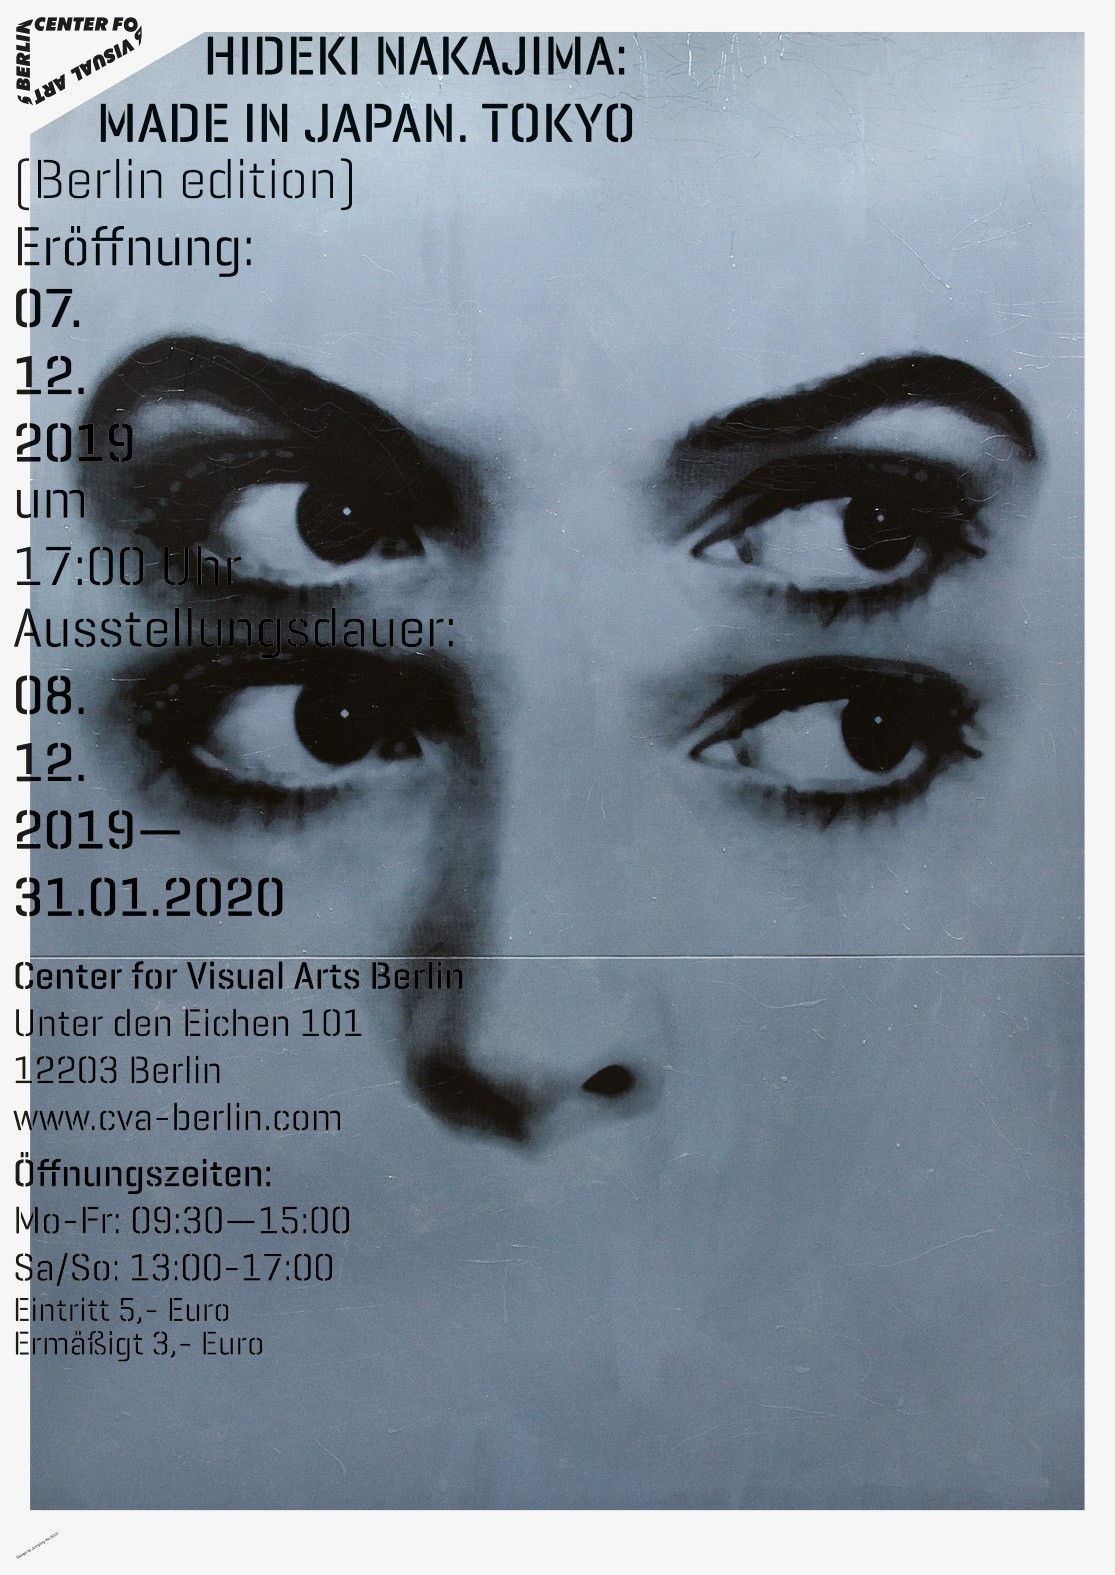 CENTER FO
VISUAL ART
BERLIN
HIDEKI NAKAJIMA:
MADE IN JAPAN. TOKYO
(Berlin edition)
Eröffnung:
07.
12.
2019
um
17:00 Uhr
Ausstellungsdauer:
08.
12.
2019—
31.01.2020
Center for Visual Arts Berlin
Unter den Eichen 101
12203 Berlin
www.cva-berlin.com
Öffnungszeiten:
Mo-Fr: 09:30—15:00
Sa/So: 13:00-17:00
Eintritt 5,- Euro
Ermäßigt 3,- Euro